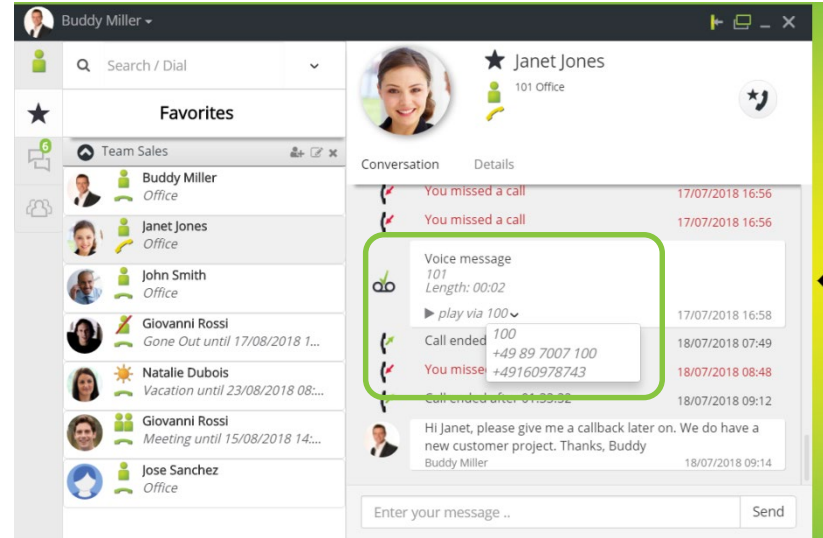 Buddy Miller
Search / Dial
Favorites
6
Team Sales
Buddy Miller
Office
Janet Jones
Office
John Smith
Office
Giovanni Rossi
Gone Out until 17/08/2018 1...
Natalie Dubois
Vacation until 23/08/2018 08:...
Giovanni Rossi
Meeting until 15/08/2018 14:...
Jose Sanchez
Office
Janet Jones
101 Office
Conversation Details
You missed a call 17/07/2018 16:56
You missed a call 17/07/2018 16:56
Voice message
101
Length: 00:02
play via 100 17/07/2018 16:58
100
+49 89 7007 100
+49160978743
Call ended 18/07/2018 07:49
You misse 18/07/2018 08:48
Call ended after 01:33:32 18/07/2018 09:12
Hi Janet, please give me a callback later on. We do have a
new customer project. Thanks, Buddy
Buddy Miller 18/07/2018 09:14
Enter your message .. Send